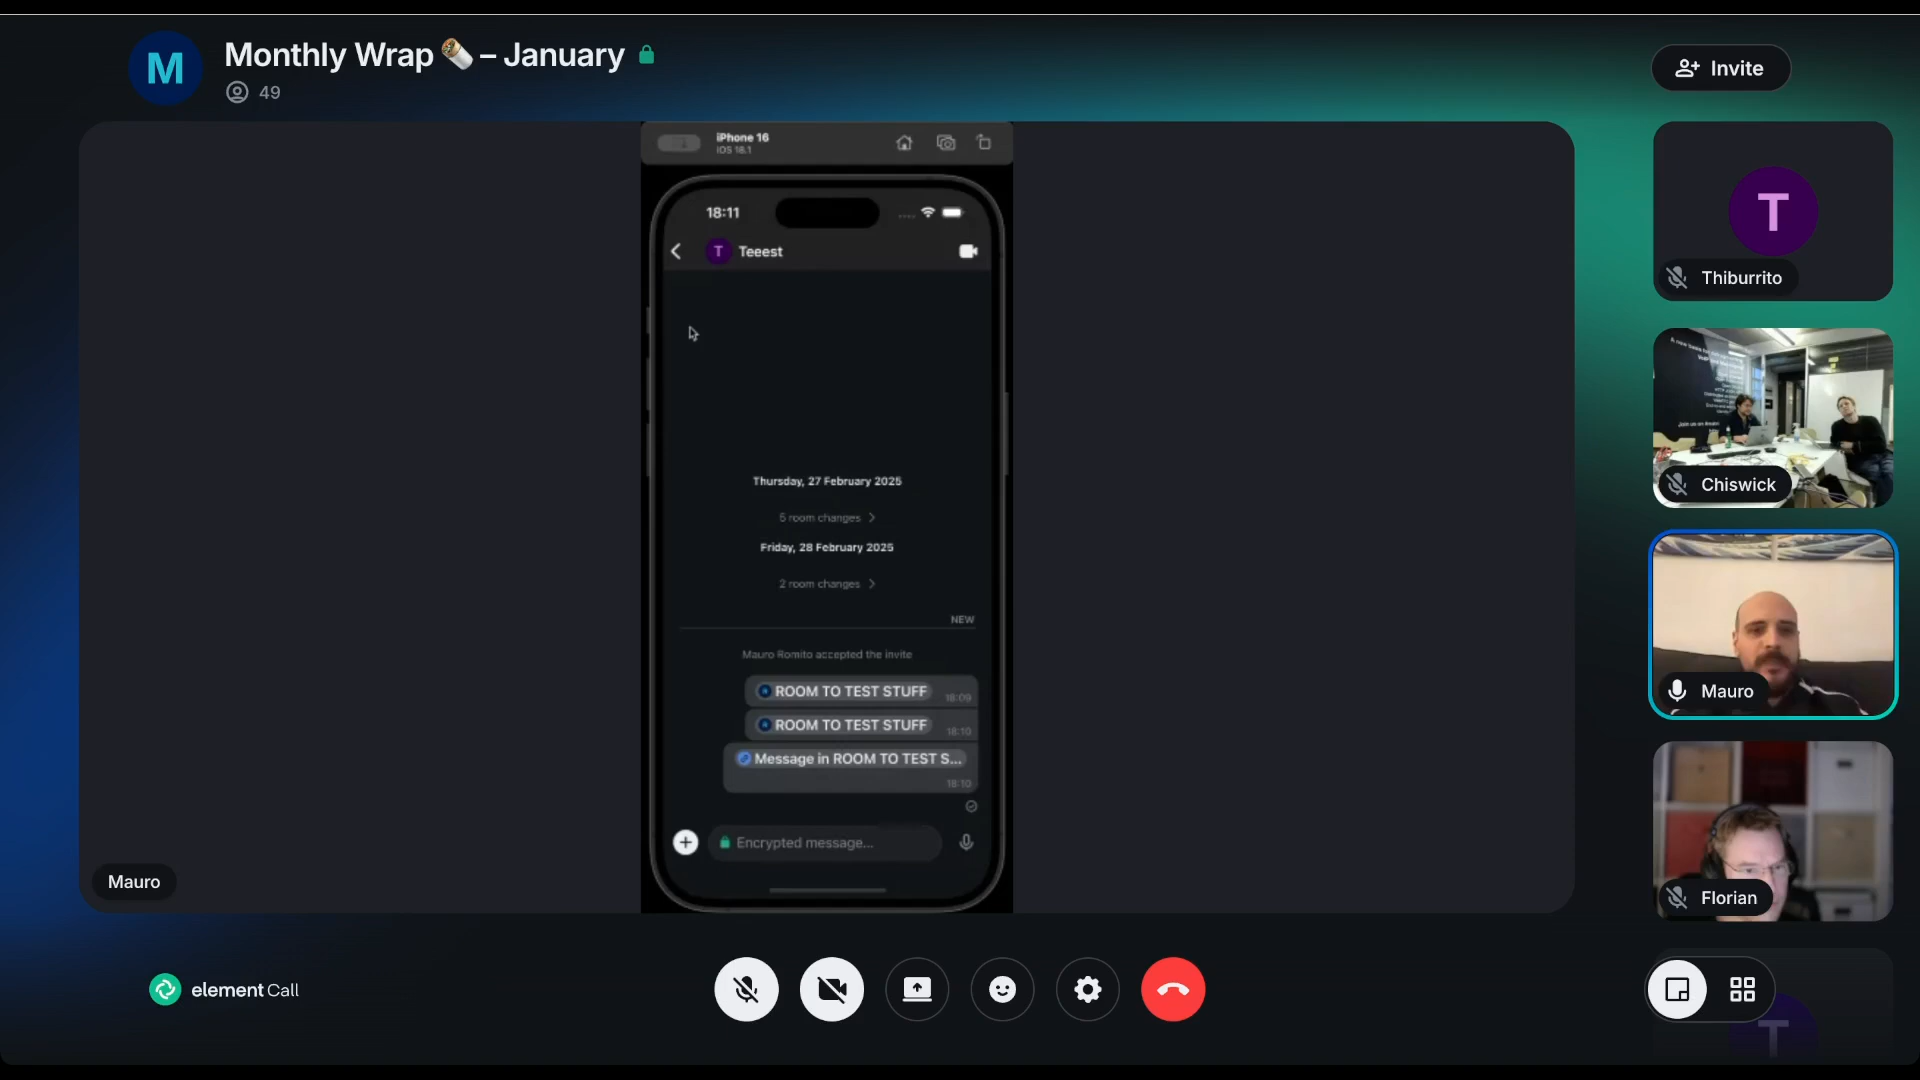 M
Monthly Wrap 🌯 – January
49
Invite
iPhone 16
iOS 18.1
18:11
T
Teeest
Thursday, 27 February 2025
5 room changes
Friday, 28 February 2025
2 room changes
NEW
Mauro Romito accepted the invite
ROOM TO TEST STUFF
18:09
ROOM TO TEST STUFF
18:10
Message in ROOM TO TEST S...
18:10
Encrypted message...
Mauro
T
Thiburrito
Chiswick
Mauro
Florian
T
element Call